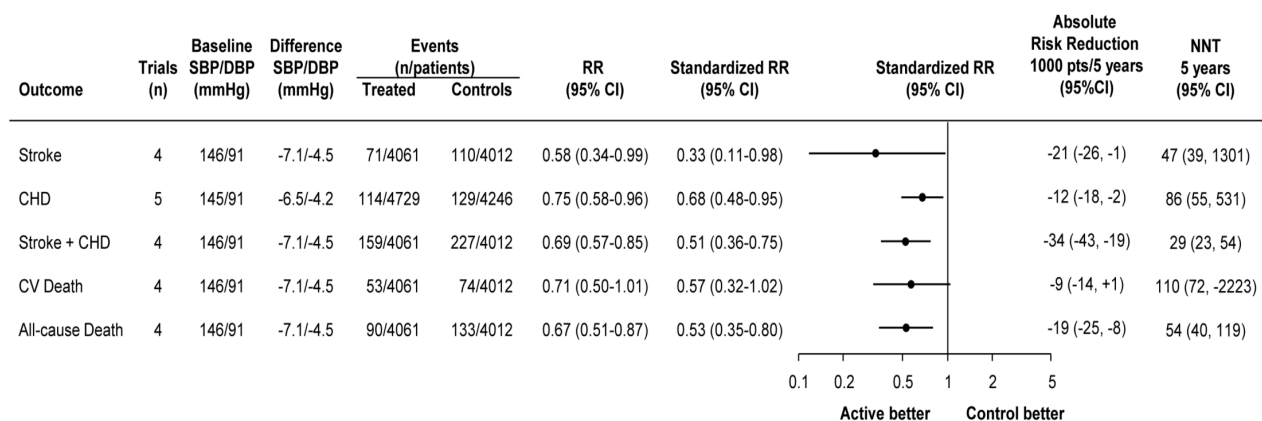 Absolute
Baseline Difference Events Risk Reduction NNT
Trials SBP/DBP SBP/DBP (n/patients) RR Standardized RR Standardized RR 1000 pts/5 years 5 years
Outcome (n) (mmHg) (mmHg) Treated Controls (95% CI) (95% CI) (95% CI) (95%CI) (95% CI)
Stroke 4 146/91 -7.1/-4.5 71/4061 110/4012 0.58 (0.34-0.99) 0.33 (0.11-0.98) -21 (-26, -1) 47 (39, 1301)
CHD 5 145/91 -6.5/-4.2 114/4729 129/4246 0.75 (0.58-0.96) 0.68 (0.48-0.95) -12 (-18, -2) 86 (55, 531)
Stroke + CHD 4 146/91 -7.1/-4.5 159/4061 227/4012 0.69 (0.57-0.85) 0.51 (0.36-0.75) -34 (-43, -19) 29 (23, 54)
CV Death 4 146/91 -7.1/-4.5 53/4061 74/4012 0.71 (0.50-1.01) 0.57 (0.32-1.02) -9 (-14, +1) 110 (72, -2223)
All-cause Death 4 146/91 -7.1/-4.5 90/4061 133/4012 0.67 (0.51-0.87) 0.53 (0.35-0.80) -19 (-25, -8) 54 (40, 119)
0.1 0.2 0.5 1 2 5
Active better Control better